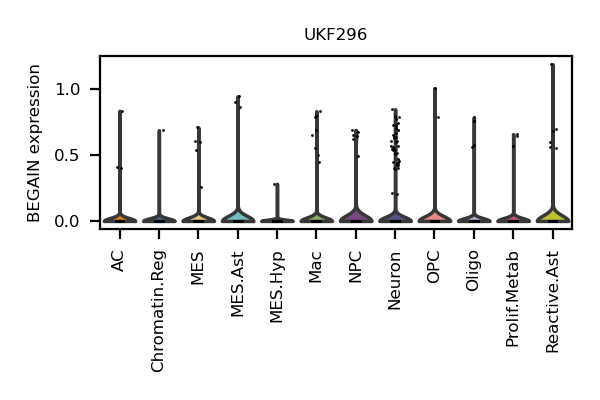 UKF296
BEGAIN expression
1.0
0.5
0.0
AC
Chromatin.Reg
MES
MES.Ast
MES.Hyp
Mac
NPC
Neuron
OPC
Oligo
Prolif.Metab
Reactive.Ast